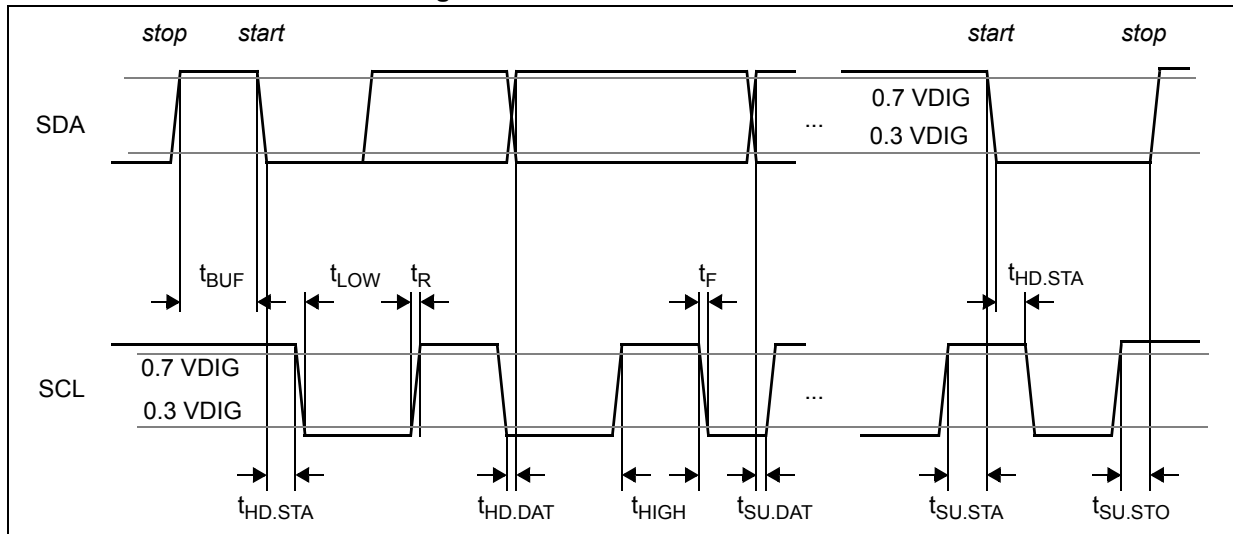 stop start start stop
SDA
0.7 VDIG
0.3 VDIG
...
tBUF tLOW tR tF tHD.STA
SCL
0.7 VDIG
0.3 VDIG
...
tHD.STA tHD.DAT tHIGH tSU.DAT tSU.STA tSU.STO